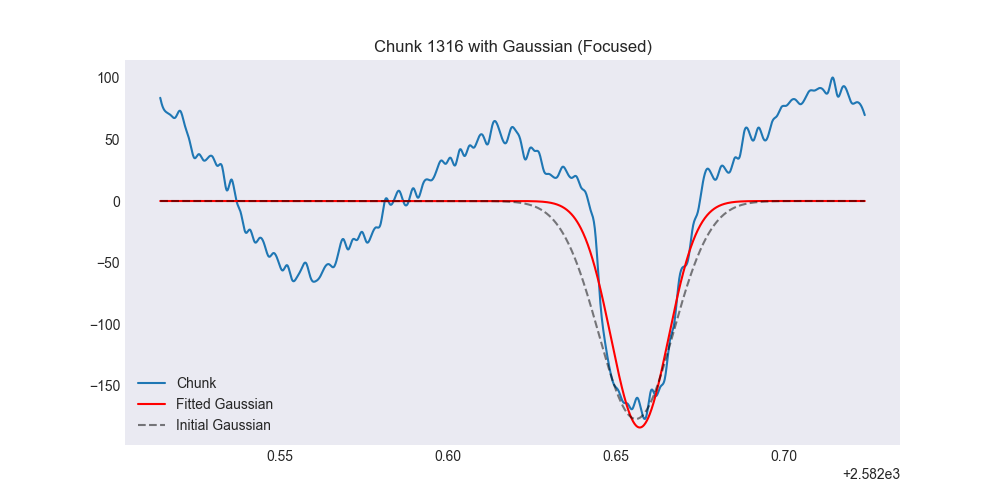 Chunk 1316 with Gaussian (Focused)
100
50
0
−50
−100
−150
Chunk
Fitted Gaussian
Initial Gaussian
0.55 0.60 0.65 0.70
+2.582e3